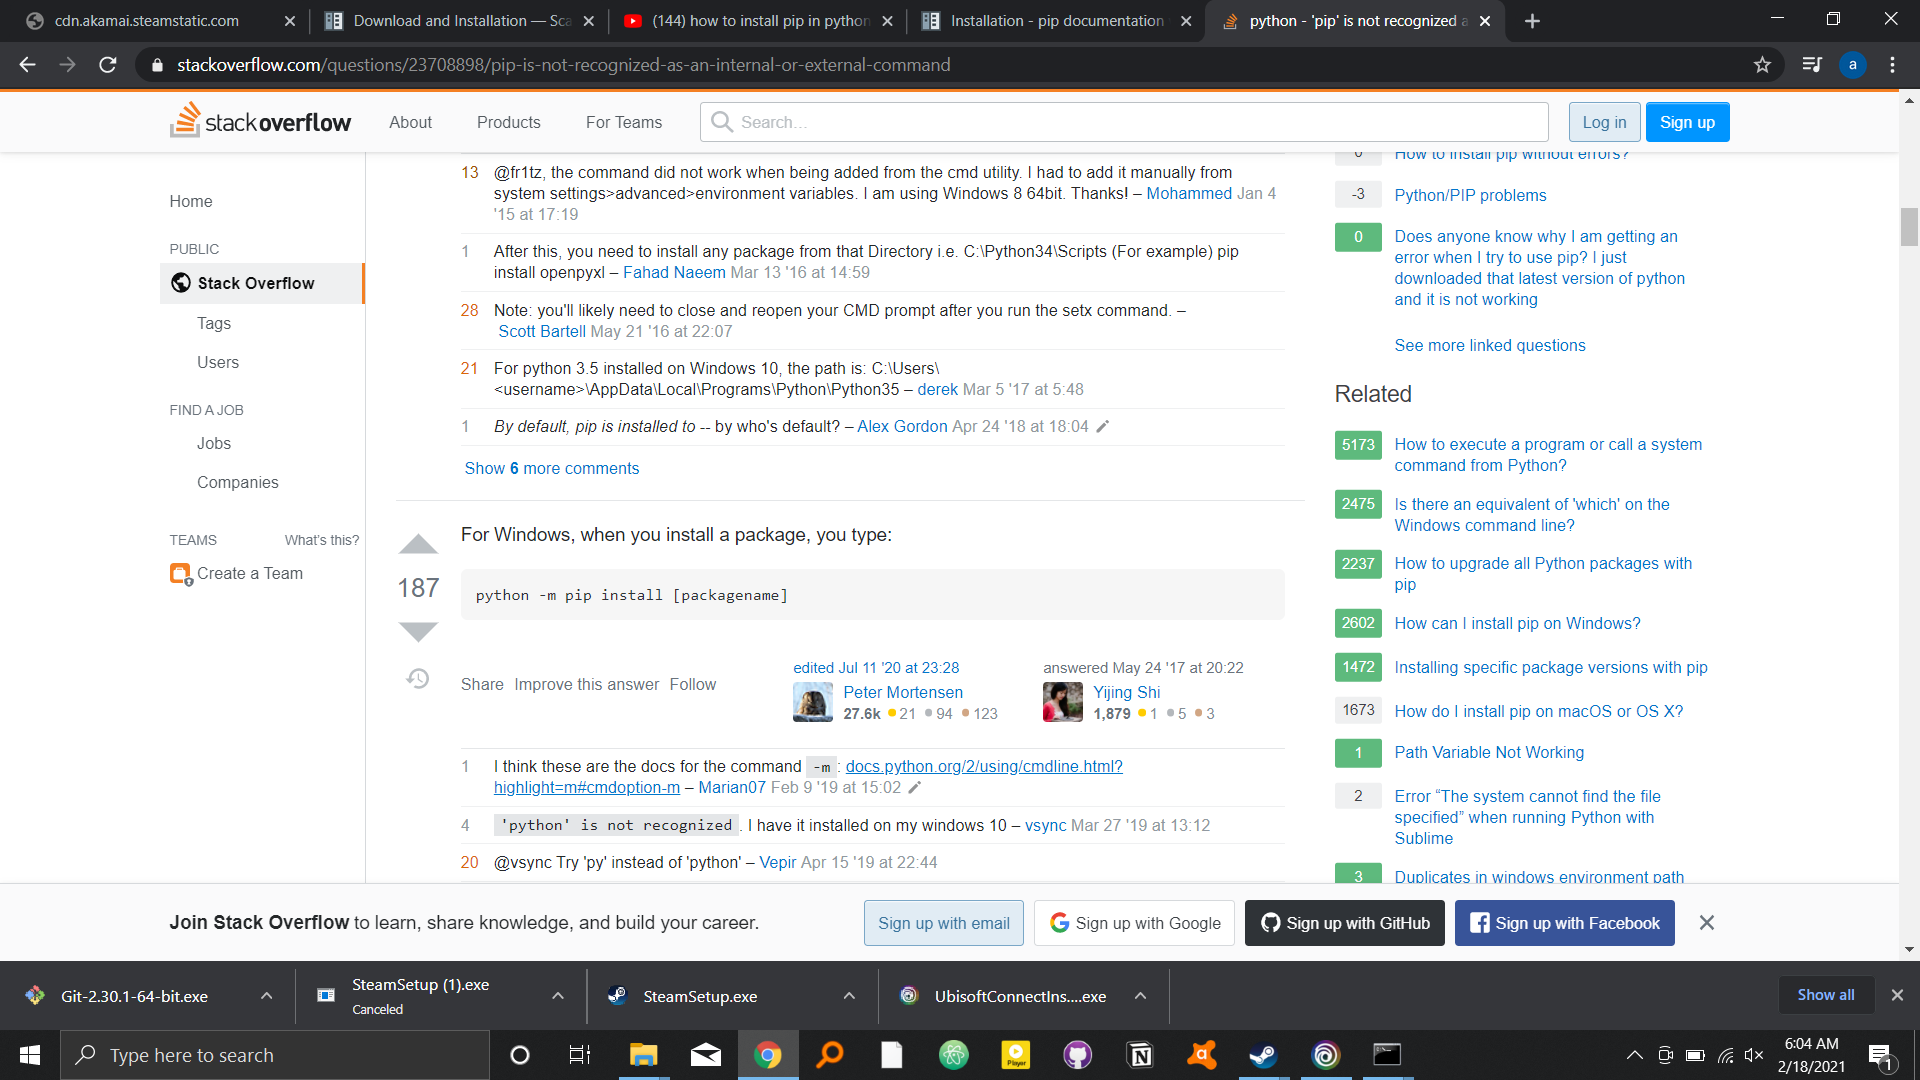 cdn.akamai.steamstatic.com
Download and Installation — Sca
(144) how to install pip in python
Installation - pip documentation
python - 'pip' is not recognized a
stackoverflow.com/questions/23708898/pip-is-not-recognized-as-an-internal-or-external-command
a
stackoverflow
About
Products
For Teams
Search...
Log in
Sign up
Home
PUBLIC
Stack Overflow
Tags
Users
FIND A JOB
Jobs
Companies
TEAMS
What's this?
Create a Team
13 @fr1tz, the command did not work when being added from the cmd utility. I had to add it manually from
system settings>advanced>environment variables. I am using Windows 8 64bit. Thanks! – Mohammed Jan 4
'15 at 17:19
1 After this, you need to install any package from that Directory i.e. C:\Python34\Scripts (For example) pip
install openpyxl – Fahad Naeem Mar 13 '16 at 14:59
28 Note: you'll likely need to close and reopen your CMD prompt after you run the setx command. –
Scott Bartell May 21 '16 at 22:07
21 For python 3.5 installed on Windows 10, the path is: C:\Users\
<username>\AppData\Local\Programs\Python\Python35 – derek Mar 5 '17 at 5:48
1 By default, pip is installed to -- by who's default? – Alex Gordon Apr 24 '18 at 18:04
Show 6 more comments
187
For Windows, when you install a package, you type:
python -m pip install [packagename]
Share Improve this answer Follow
edited Jul 11 '20 at 23:28
Peter Mortensen
27.6k 21 94 123
answered May 24 '17 at 20:22
Yijing Shi
1,879 1 5 3
1 I think these are the docs for the command -m: docs.python.org/2/using/cmdline.html?
highlight=m#cmdoption-m – Marian07 Feb 9 '19 at 15:02
4 'python' is not recognized. I have it installed on my windows 10 – vsync Mar 27 '19 at 13:12
20 @vsync Try 'py' instead of 'python' – Vepir Apr 15 '19 at 22:44
0 How to install pip without errors?
-3 Python/PIP problems
0 Does anyone know why I am getting an
error when I try to use pip? I just
downloaded that latest version of python
and it is not working
See more linked questions
Related
5173 How to execute a program or call a system
command from Python?
2475 Is there an equivalent of 'which' on the
Windows command line?
2237 How to upgrade all Python packages with
pip
2602 How can I install pip on Windows?
1472 Installing specific package versions with pip
1673 How do I install pip on macOS or OS X?
1 Path Variable Not Working
2 Error “The system cannot find the file
specified” when running Python with
Sublime
3 Duplicates in windows environment path
Join Stack Overflow to learn, share knowledge, and build your career.
Sign up with email
Sign up with Google
Sign up with GitHub
Sign up with Facebook
Git-2.30.1-64-bit.exe
SteamSetup (1).exe
Canceled
SteamSetup.exe
UbisoftConnectIns....exe
Show all
Type here to search
Player
6:04 AM
2/18/2021
1